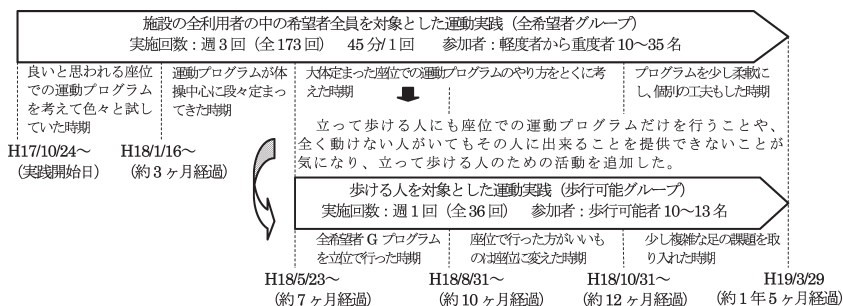 施設の全利用者の中の希望者全員を対象とした運動実践（全希望者グループ）
実施回数：週３回（全173回） 45分/１回 参加者：軽度者から重度者10～35名
良いと思われる座位
での運動プログラム
を考えて色々と試し
ていた時期
運動プログラムが体
操中心に段々定まっ
てきた時期
大体定まった座位での運動プログラムのやり方をとくに考
えた時期
プログラムを少し柔軟に
し、個別の工夫もした時期
立って歩ける人にも座位での運動プログラムだけを行うことや、
全く動けない人がいてもその人に出来ることを提供できないことが
気になり、立って歩ける人のための活動を追加した。
H17/10/24～
（実践開始日）
H18/1/16～
（約３ヶ月経過）
歩ける人を対象とした運動実践（歩行可能グループ）
実施回数：週１回（全36回） 参加者：歩行可能者10～13名
全希望者 G プログラム
を立位で行った時期
座位で行った方がいいも
のは座位に変えた時期
少し複雑な足の課題を取
り入れた時期
H18/5/23～
（約７ヶ月経過）
H18/8/31～
（約10ヶ月経過）
H18/10/31～
（約12ヶ月経過）
H19/3/29
（約１年５ヶ月経過）